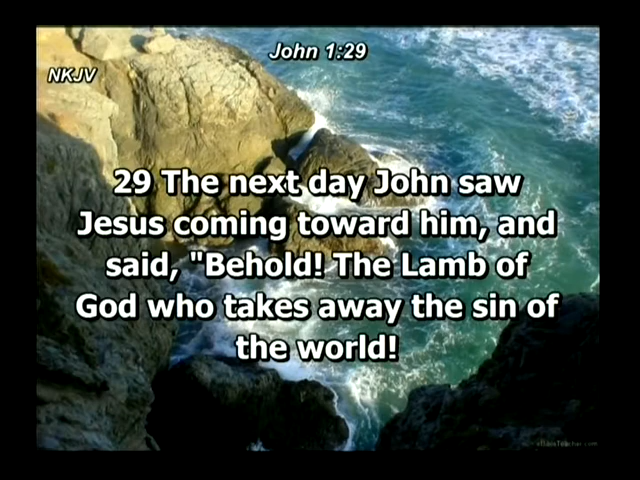 John 1:29
NKJV
29 The next day John saw
Jesus coming toward him, and
said, "Behold! The Lamb of
God who takes away the sin of
the world!